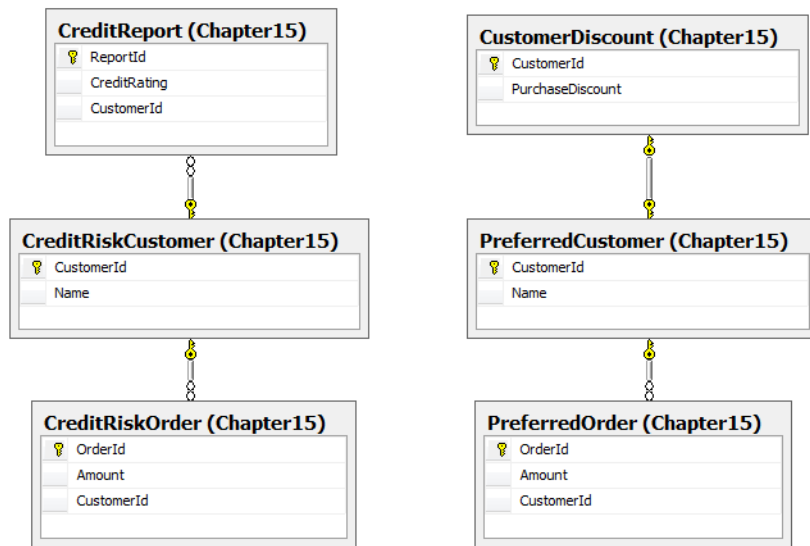 CreditReport (Chapter15)
ReportId
CreditRating
CustomerId
CustomerDiscount (Chapter15)
CustomerId
PurchaseDiscount
CreditRiskCustomer (Chapter15)
CustomerId
Name
PreferredCustomer (Chapter15)
CustomerId
Name
CreditRiskOrder (Chapter15)
OrderId
Amount
CustomerId
PreferredOrder (Chapter15)
OrderId
Amount
CustomerId